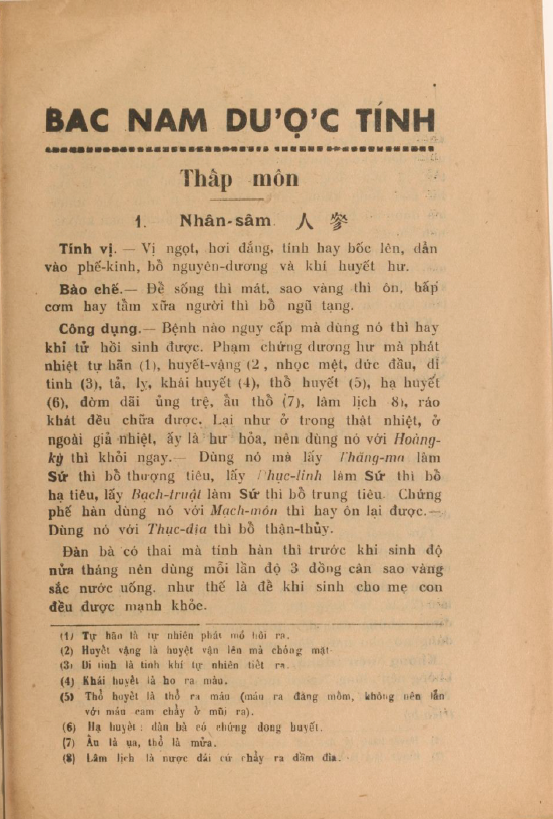 BAC NAM DƯỢC TÍNH
Thập môn
1. Nhân-sâm. 人參
Tính vị. — Vị ngọt, hơi đắng, tính hay bốc lên, dẫn
vào phế-kinh, bổ nguyên-dương và khí huyết hư.
Bào chế.— Để sống thì mát, sao vàng thì ôn, hấp
cơm hay tẩm xữa người thì bổ ngũ tạng.
Công dụng.— Bệnh nào nguy cấp mà dùng nó thì hay
khỉ tử hồi sinh được. Phạm chứng dương hư mà phát
nhiệt tự hãn (1), huyết-vậng (2, nhọc mệt, dức đầu, di
tinh (3), tả, ly, khái huyết (4), thổ huyết (5), hạ huyết
(6), đờm dãi ủng trệ, ẩu thổ (7), lâm lịch 8), ráo
khát đều chữa được. Lại như ở trong thật nhiệt, ở
ngoài giả nhiệt, ấy là hư hỏa, nên dùng nó với Hoàng-
kỳ thì khỏi ngay.— Dùng nó mà lấy Thăng-ma làm
Sứ thì bổ thượng tiêu, lấy Phục-linh làm Sứ thì bổ
hạ tiêu, lấy Bạch-truật làm Sứ thì bổ trung tiêu. Chứng
phế hàn dùng nó với Mạch-môn thì hay ôn lại được.—
Dùng nó với Thục-địa thì bổ thận-thủy.
Đàn bà có thai mà tính hàn thì trước khi sinh độ
nửa tháng nên dùng mỗi lần độ 3 đồng cân sao vàng
sắc nước uống. như thế là để khi sinh cho mẹ con
đều được mạnh khỏe.
(1) Tự hãn là tự nhiên phát mồ hôi ra.
(2) Huyết vậng là huyệt vận lên mà chóng mặt
(3) Di tinh là tinh khí tự nhiên tiết ra.
(4) Khái huyết là ho ra máu.
(5) Thổ huyết là thổ ra máu (máu ra đằng mồm, không nên lẫn
với máu cam chẩy ở mũi ra).
(6) Hạ huyết : đàn bà có chứng dọng huyết.
(7) Ẩu là ụa, thổ là mửa.
(8) Lâm lịch là nước đái cứ chẩy ra đầm đìa.